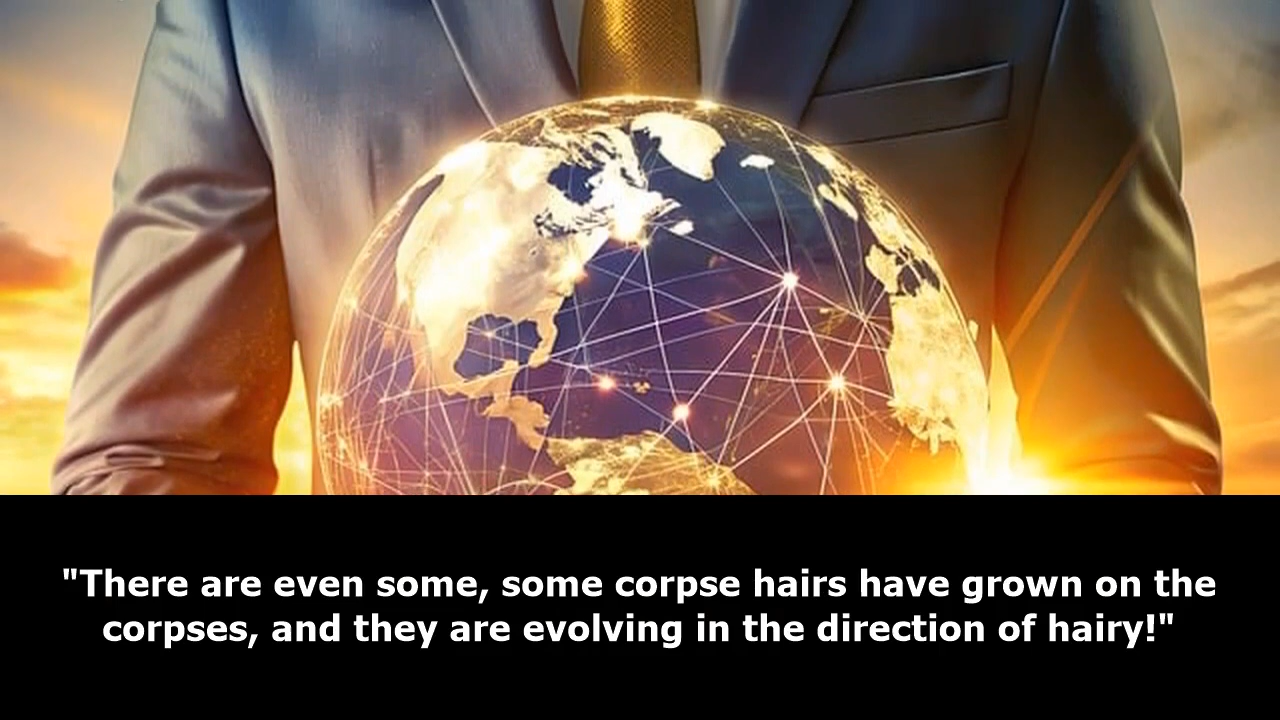 "There are even some, some corpse hairs have grown on the
corpses, and they are evolving in the direction of hairy!"